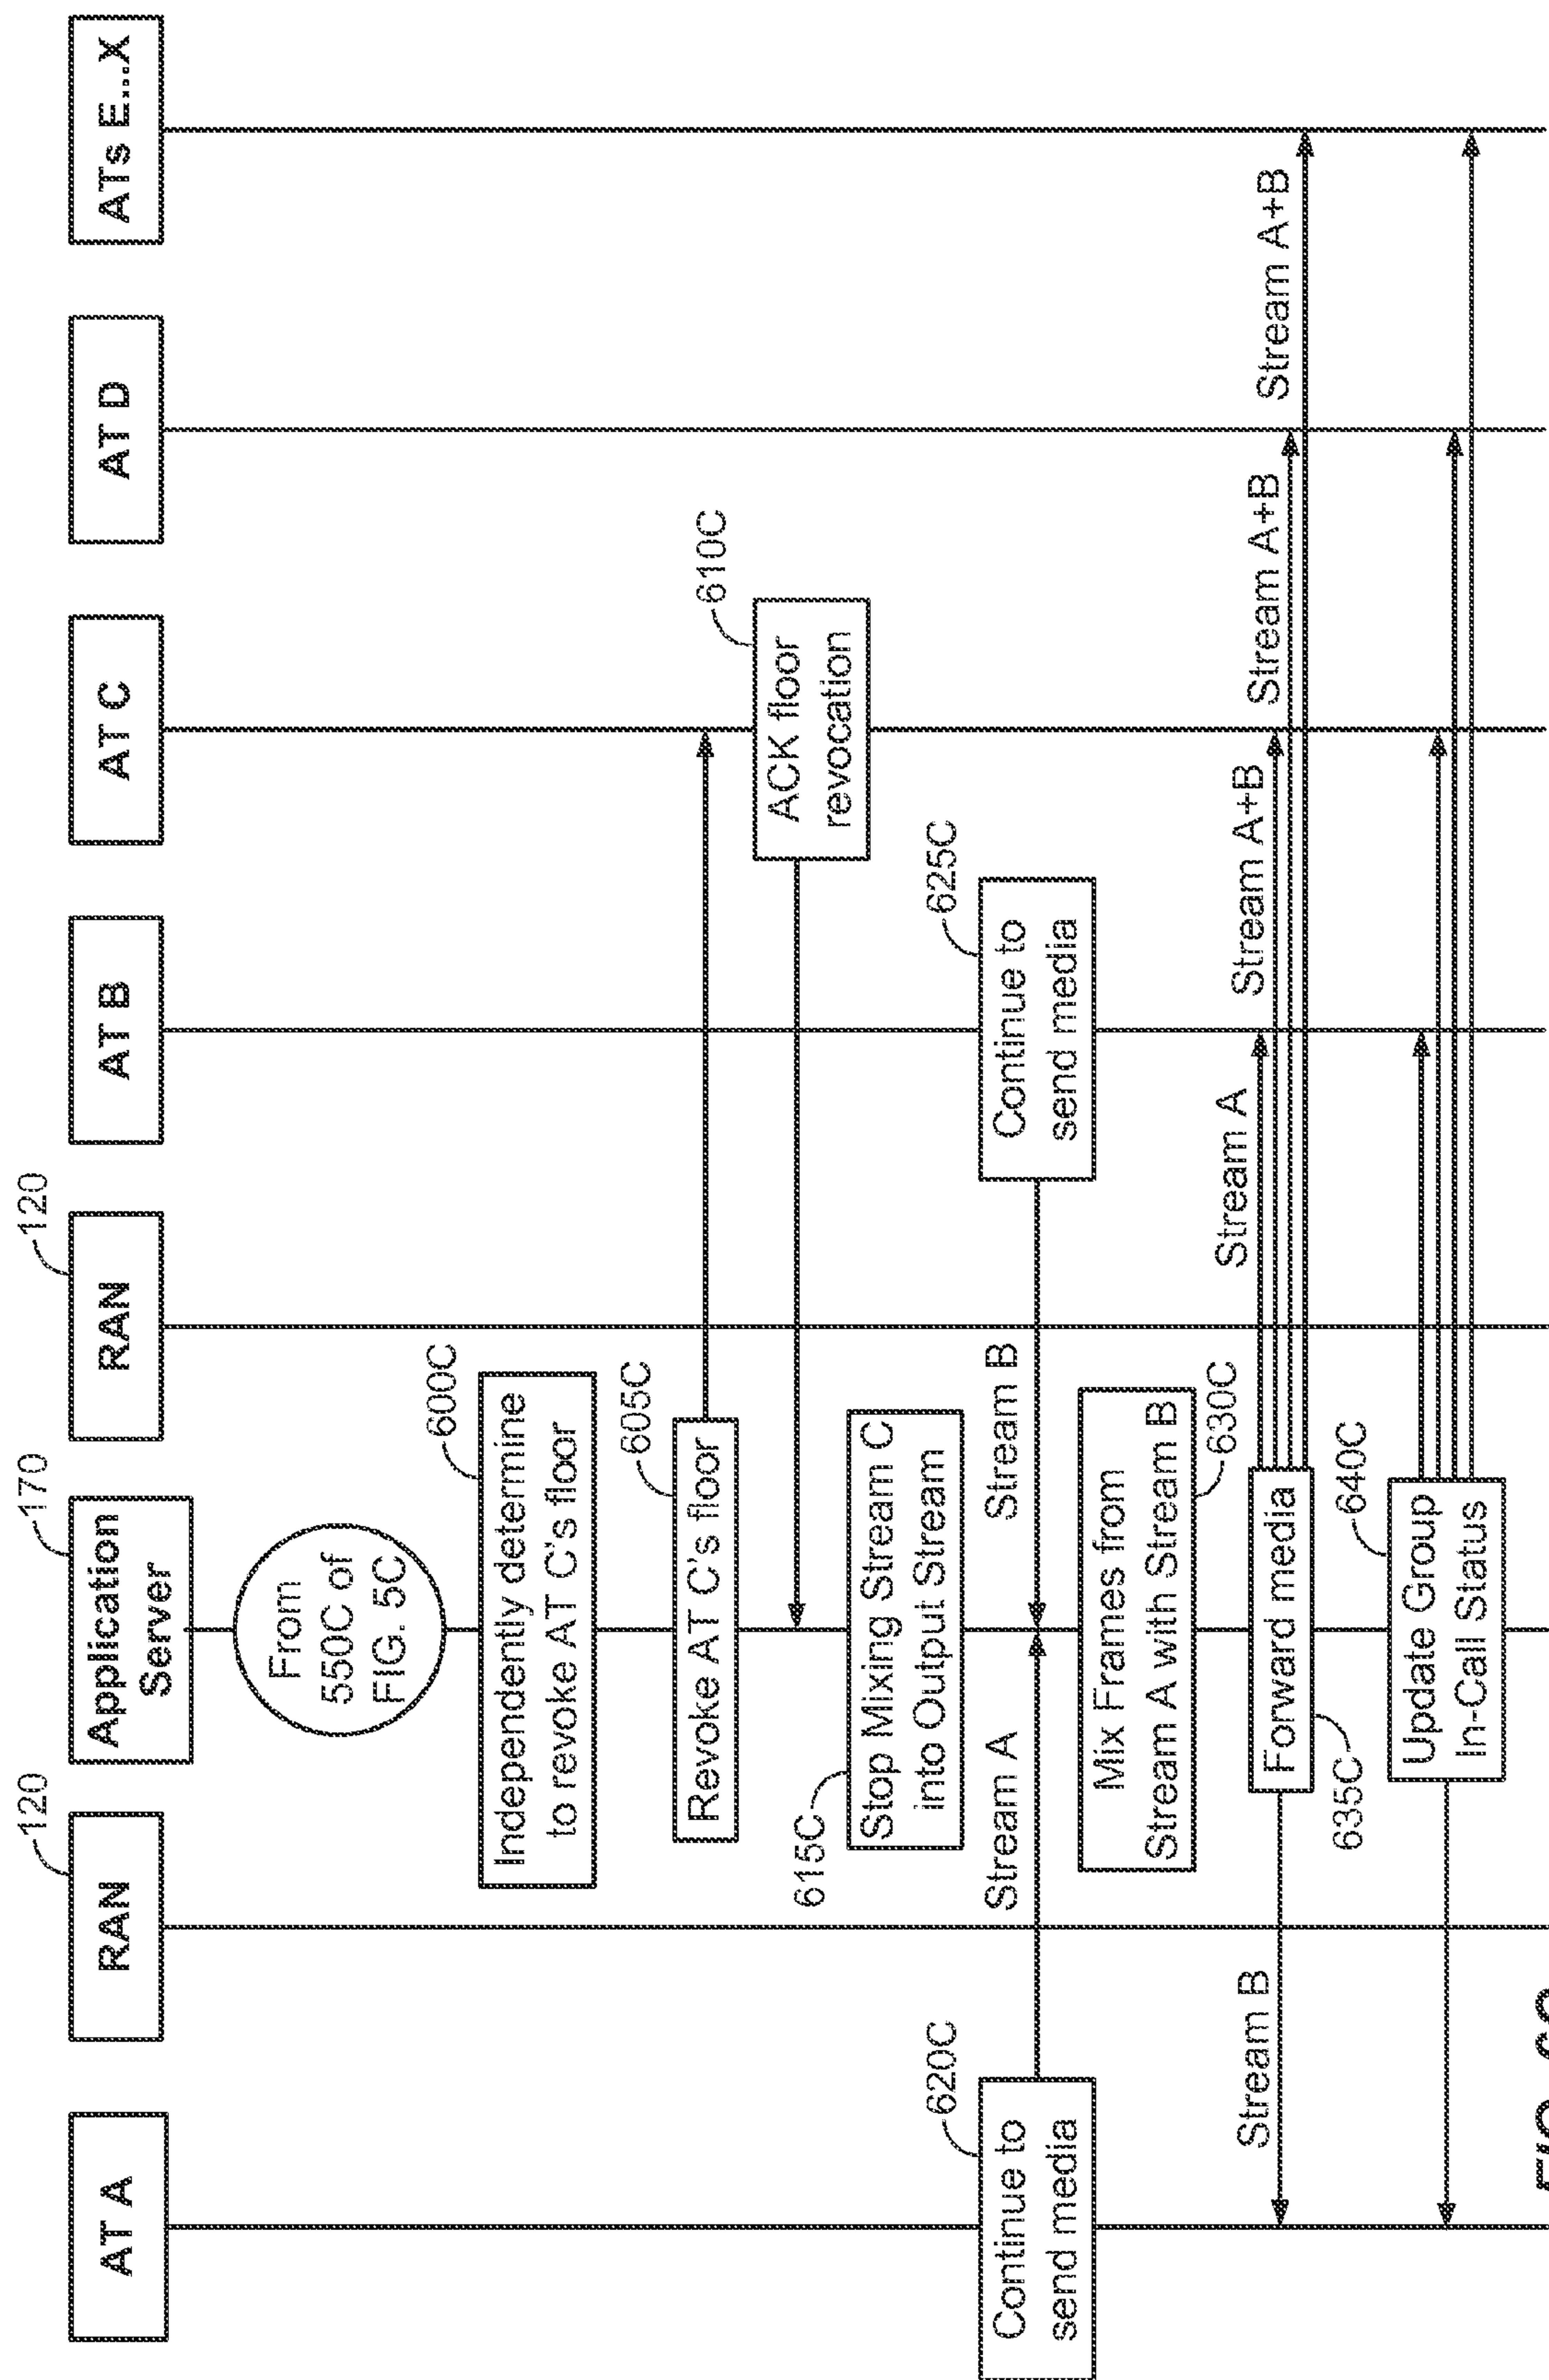 AT A
RAN
120
Application
Server
170
RAN
120
AT B
AT C
AT D
ATs E...X
From
550C of
FIG. 5C
Independently determine
to revoke AT C's floor
600C
Revoke AT C's floor
605C
ACK floor
revocation
610C
Stop Mixing Stream C
into Output Stream
615C
Continue to
send media
620C
Stream A
Stream B
Continue to
send media
625C
Mix Frames from
Stream A with Stream B
630C
Stream B
Forward media
635C
Stream A
Stream A+B
Stream A+B
Stream A+B
Update Group
In-Call Status
640C